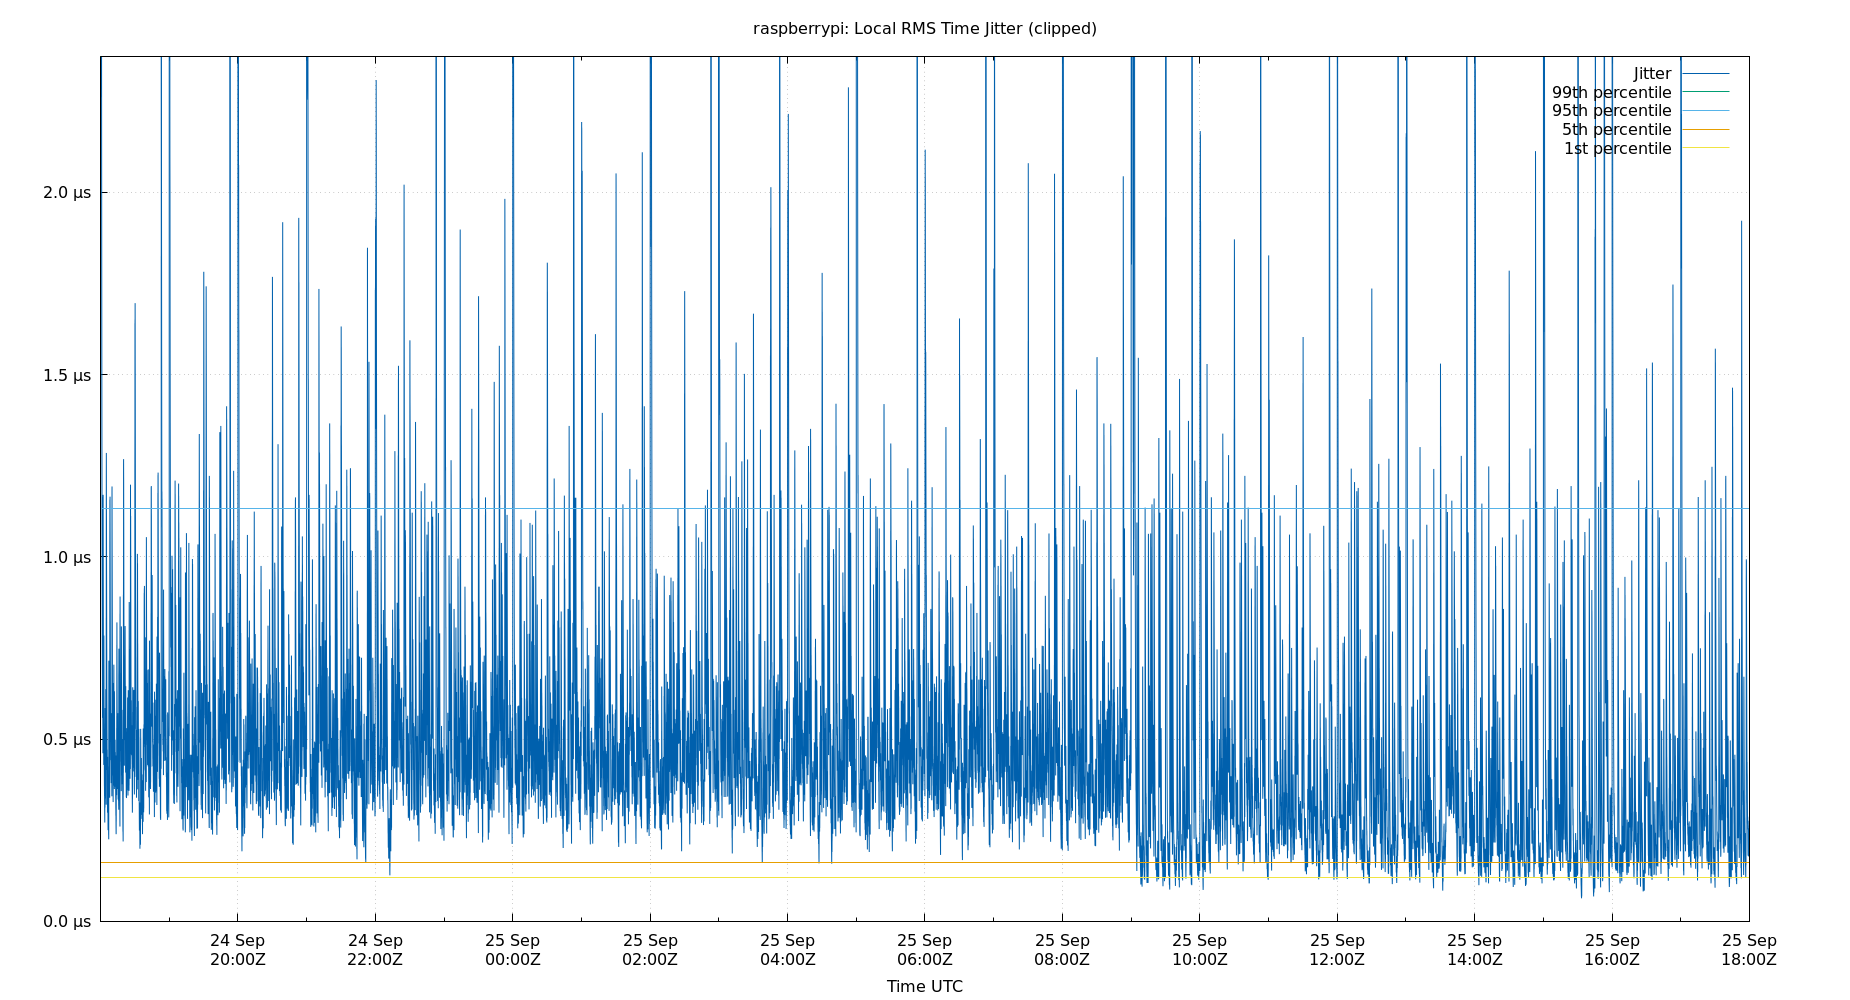 raspberrypi: Local RMS Time Jitter (clipped)
Jitter
99th percentile
95th percentile
5th percentile
1st percentile
2.0 µs
1.5 µs
1.0 µs
0.5 µs
0.0 µs
24 Sep 24 Sep 25 Sep 25 Sep 25 Sep 25 Sep 25 Sep 25 Sep 25 Sep 25 Sep 25 Sep 25 Sep
20:00Z 22:00Z 00:00Z 02:00Z 04:00Z 06:00Z 08:00Z 10:00Z 12:00Z 14:00Z 16:00Z 18:00Z
Time UTC